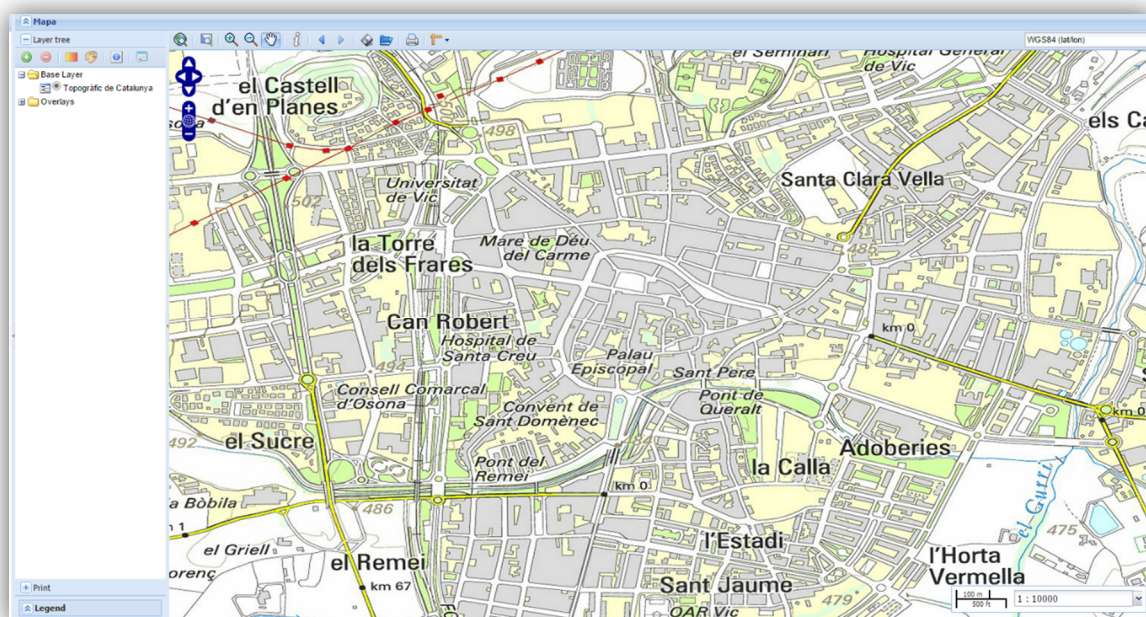 Mapa
Layer tree
WGS84 (lat/lon)
Base Layer
Topogràfic de Catalunya
Overlays
el Seminari
Hospital General
de Vic
el Castell
d'en Planes
els Ca
498
Universitat
de Vic
Santa Clara Vella
502
la Torre
dels Frares
Mare de Déu
del Carme
485
Can Robert
km 0
Hospital de
Santa Creu
Palau
Episcopal
Sant Pere
494
Consell Comarcal
d'Osona
Pont de
Queralt
Convent de
Sant Domènec
km 0
492
el Sucre
Adoberies
la Calla
Pont del
Remei
km 0
a Bòbila
486
el Gurri
475
m 1
el Griell
l'Estadi
orenç
el Remei
l'Horta
Vermella
km 67
Sant Jaume
479
OAR Vic
Print
Legend
100 m
500 ft
1 : 10000